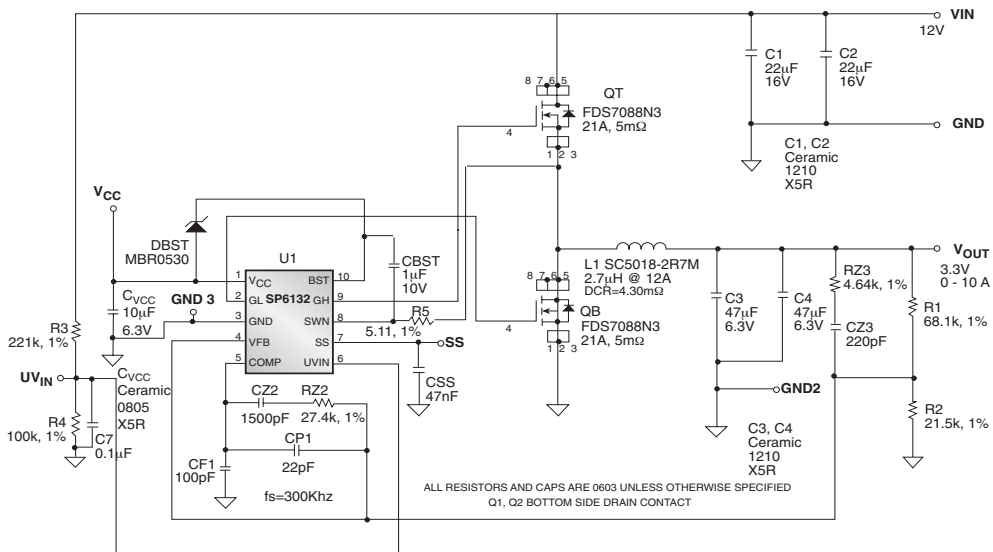 VIN
12V
C1
22μF
16V
C2
22μF
16V
8 7 6 5
QT
FDS7088N3
21A, 5mΩ
4
1 2 3
GND
C1, C2
Ceramic
1210
X5R
VCC
DBST
MBR0530
U1
CBST
1μF
10V
1
VCC
BST
10
2
GL
SP6132
GH
9
3
GND
SWN
8
4
VFB
SS
7
5
COMP
UVIN
6
R5
5.11, 1%
SS
CSS
47nF
CVCC
10μF
6.3V
GND 3
R3
221k, 1%
UVIN
CVCC
Ceramic
0805
X5R
R4
100k, 1%
C7
0.1μF
CZ2
1500pF
RZ2
27.4k, 1%
CP1
22pF
CF1
100pF
fs=300Khz
L1 SC5018-2R7M
2.7μH @ 12A
DCR=4.30mΩ
8 7 6 5
QB
FDS7088N3
21A, 5mΩ
4
1 2 3
VOUT
3.3V
0 - 10 A
C3
47μF
6.3V
C4
47μF
6.3V
RZ3
4.64k, 1%
CZ3
220pF
R1
68.1k, 1%
GND2
R2
21.5k, 1%
C3, C4
Ceramic
1210
X5R
ALL RESISTORS AND CAPS ARE 0603 UNLESS OTHERWISE SPECIFIED
Q1, Q2 BOTTOM SIDE DRAIN CONTACT